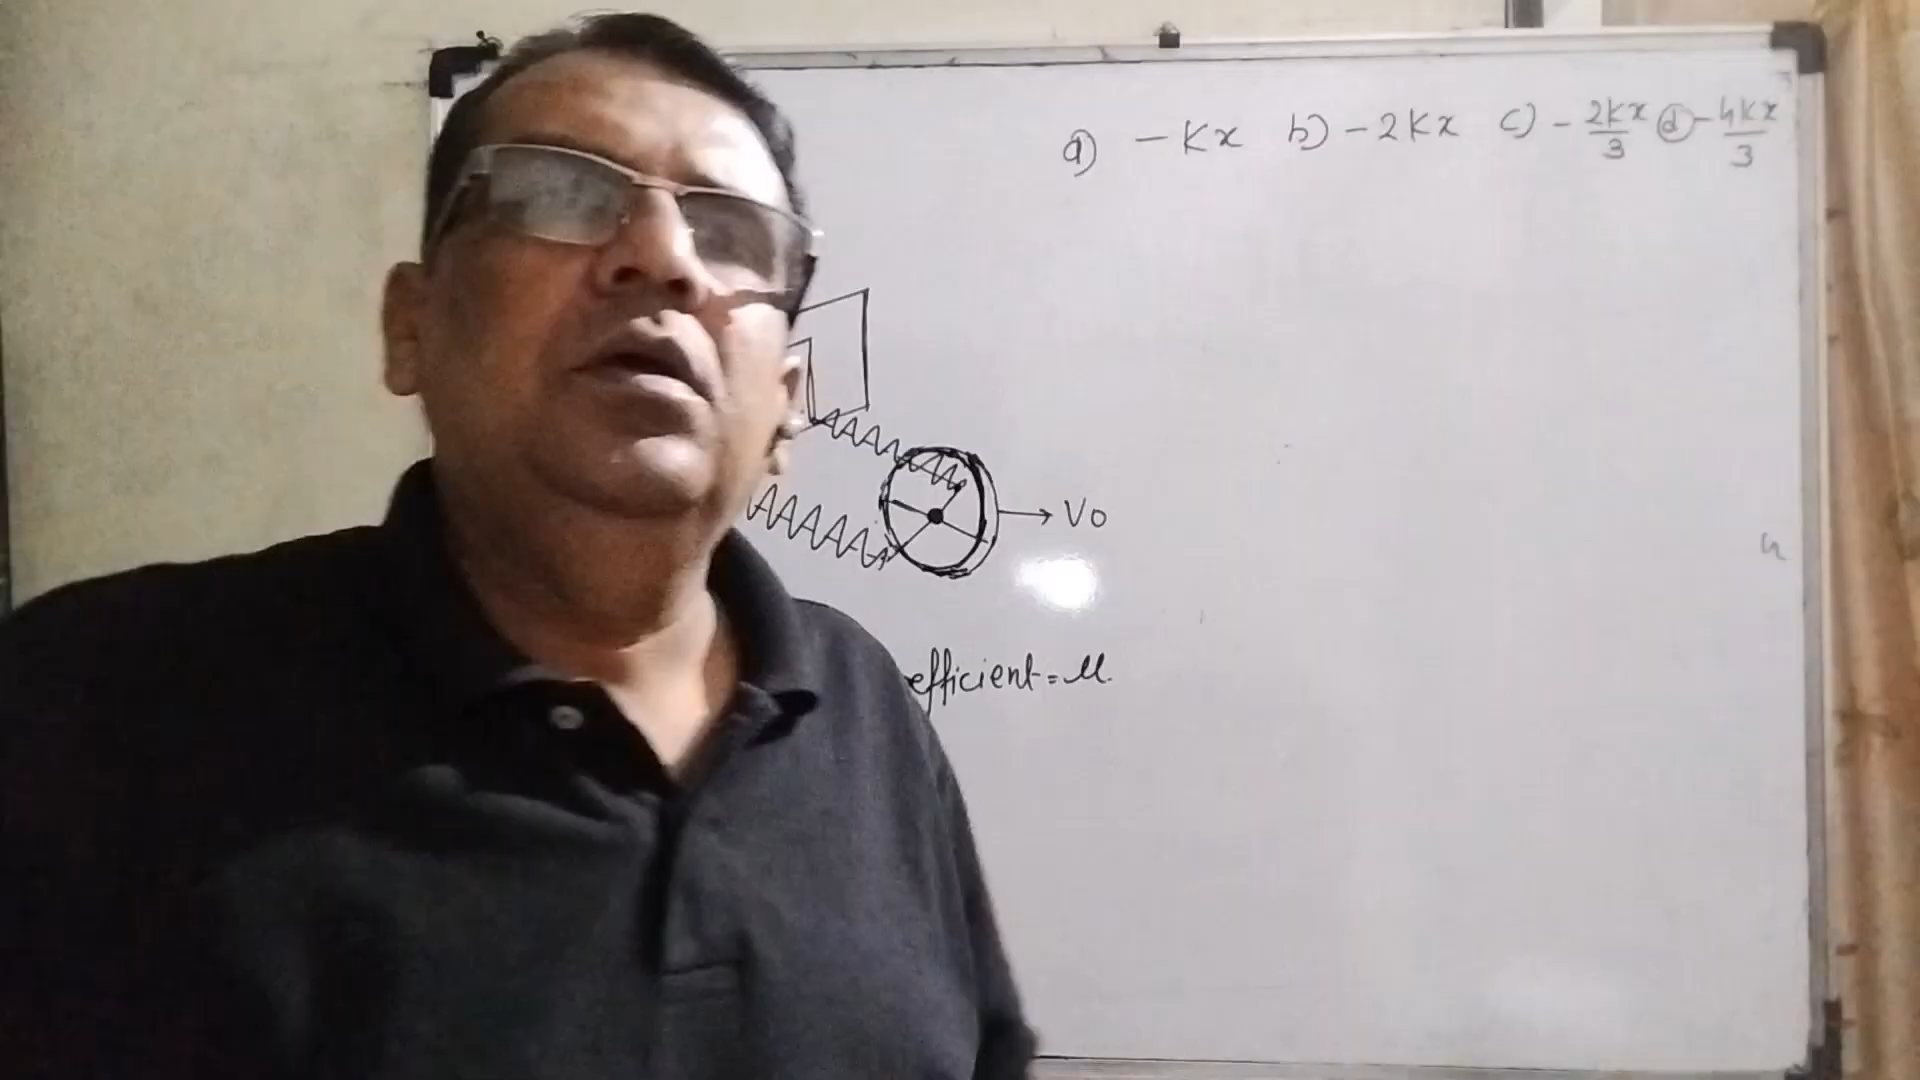 a) -Kx b) -2Kx c) -2Kx/3 d) -4Kx/3
V0
efficient = μ.